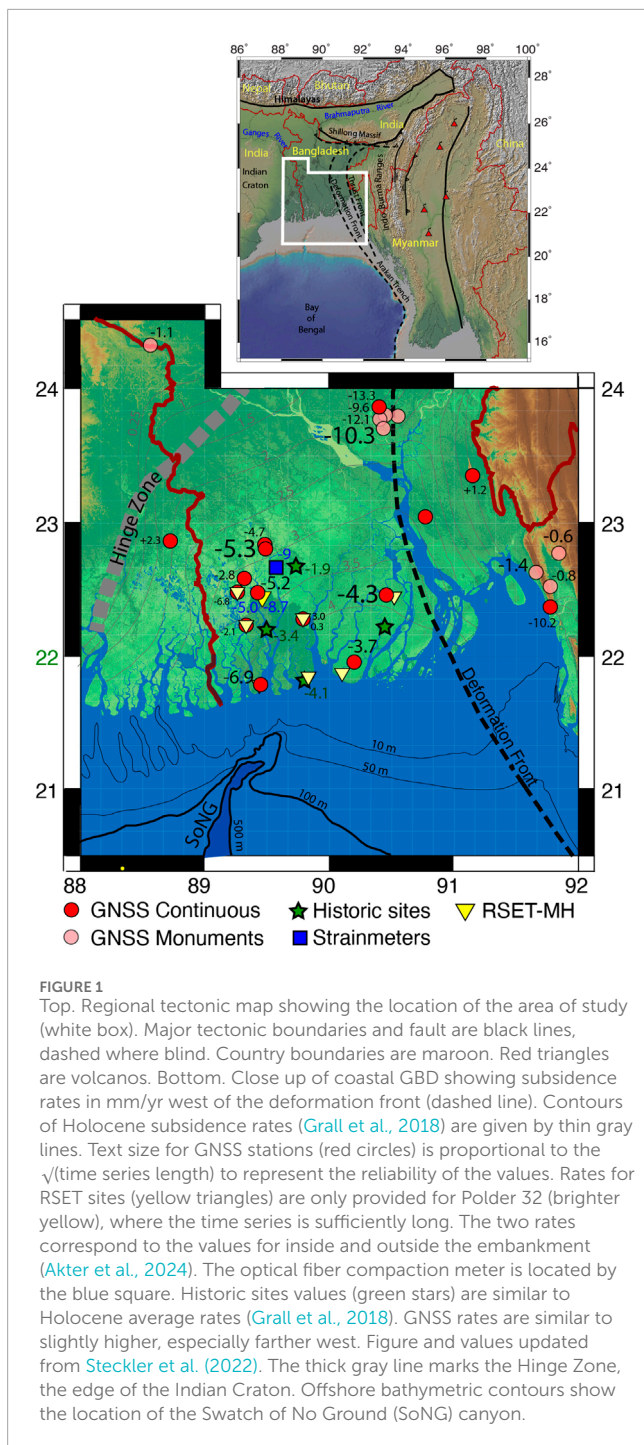 86° 88° 90° 92° 94° 96° 98° 100°
28°
26°
24°
22°
20°
18°
16°
Nepal
Bhutan
Himalayas
Brahmaputra River
India
Shillong Massif
China
Ganges River
Bangladesh
India
Indian
Craton
Thrust Front
Deformation Front
Indoburma Ranges
Myanmar
Arakan Trench
Bay
of
Bengal
24
23
22
21
24
23
22
21
-1.1
Hinge Zone
-13.3
-9.6
-12.1
-10.3
+1.2
+2.3
-4.7
-5.3
-9
-1.9
-0.6
-1.4
-0.8
-10.2
-2.8
-5.2
-6.8
-5.0
-8.7
-4.3
3.0
0.3
-2.1
-3.4
-3.7
-6.9
-4.1
3.5
Deformation Front
10 m
50 m
100 m
500 m
SoNG
88 89 90 91 92
GNSS Continuous
Historic sites
RSET-MH
GNSS Monuments
Strainmeters
FIGURE 1
Top. Regional tectonic map showing the location of the area of study
(white box). Major tectonic boundaries and fault are black lines,
dashed where blind. Country boundaries are maroon. Red triangles
are volcanos. Bottom. Close up of coastal GBD showing subsidence
rates in mm/yr west of the deformation front (dashed line). Contours
of Holocene subsidence rates (Grall et al., 2018) are given by thin gray
lines. Text size for GNSS stations (red circles) is proportional to the
√(time series length) to represent the reliability of the values. Rates for
RSET sites (yellow triangles) are only provided for Polder 32 (brighter
yellow), where the time series is sufficiently long. The two rates
correspond to the values for inside and outside the embankment
(Akter et al., 2024). The optical fiber compaction meter is located by
the blue square. Historic sites values (green stars) are similar to
Holocene average rates (Grall et al., 2018). GNSS rates are similar to
slightly higher, especially farther west. Figure and values updated
from Steckler et al. (2022). The thick gray line marks the Hinge Zone,
the edge of the Indian Craton. Offshore bathymetric contours show
the location of the Swatch of No Ground (SoNG) canyon.